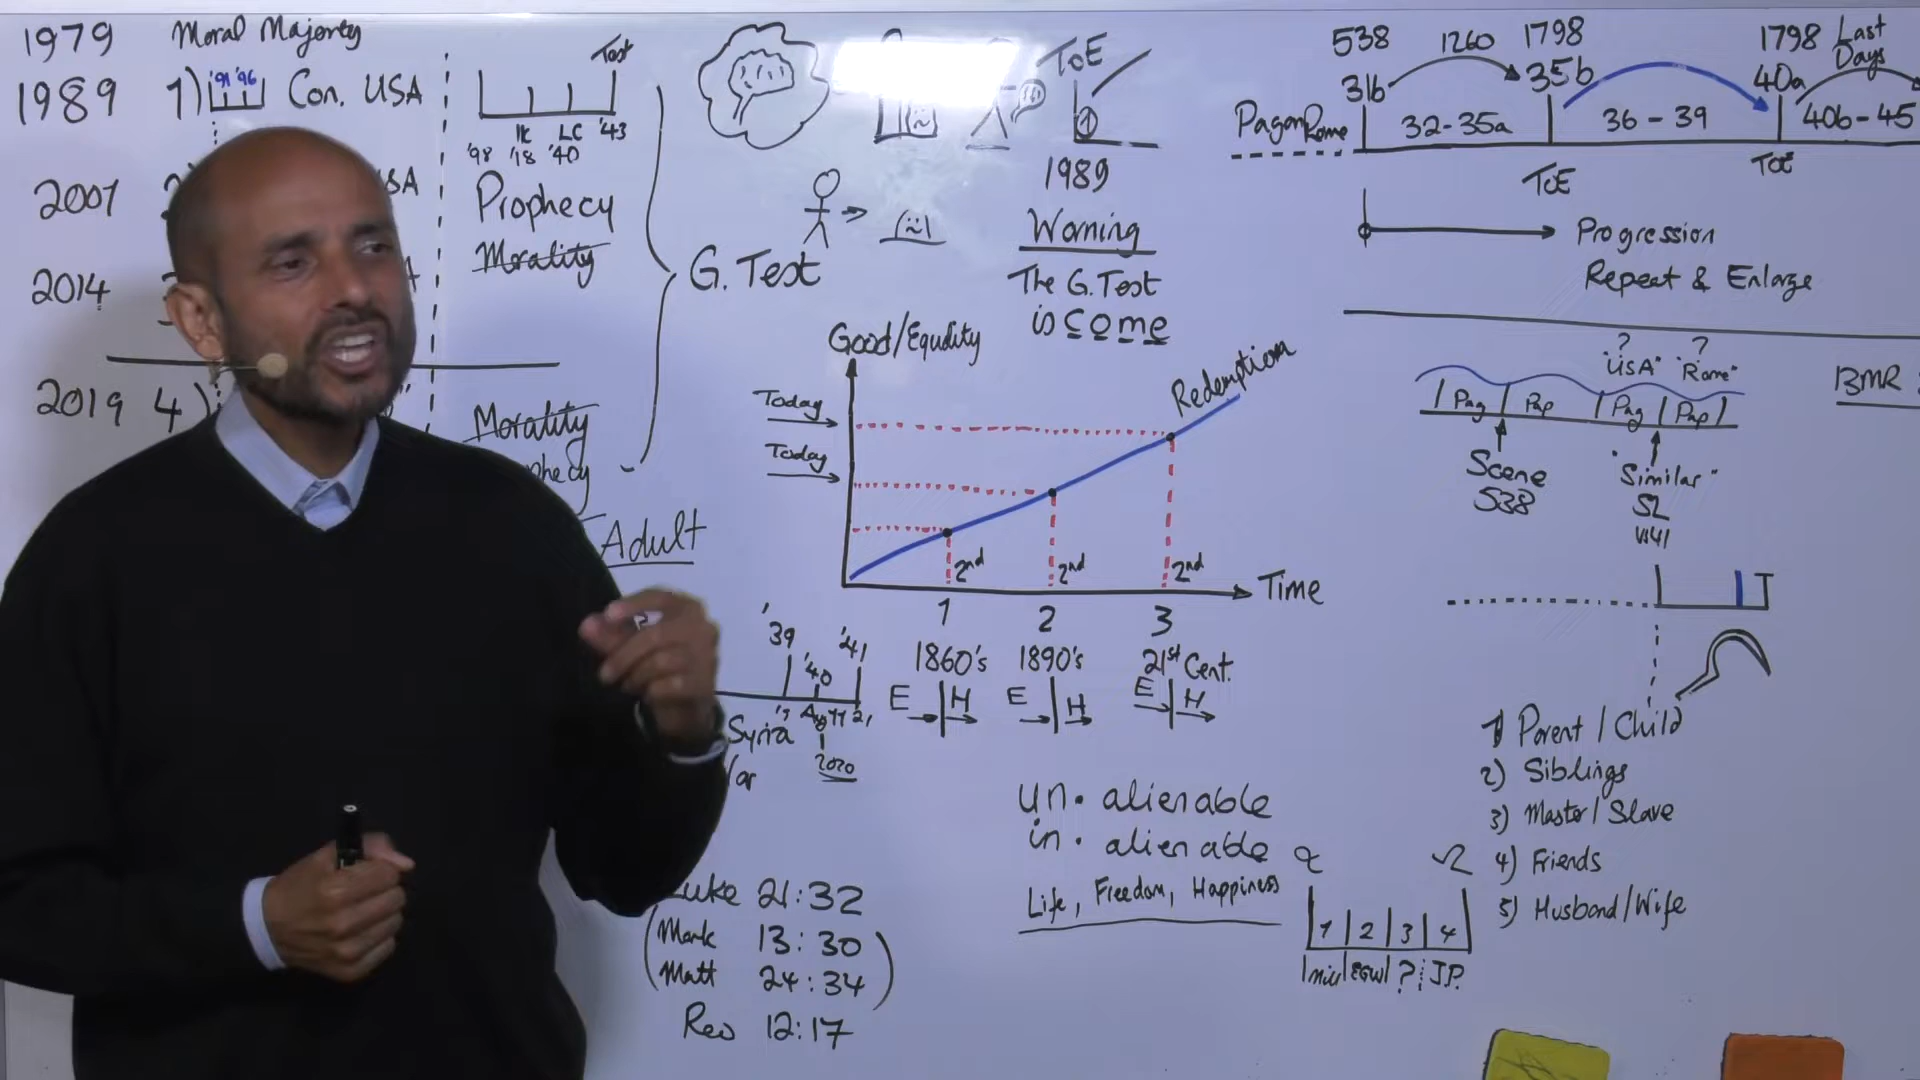 1979 Moral Majority
1989 1) '91 '96 Con. USA
2001
2014
2019 4)
Test
'98 '18 '40 '43
LC
Prophecy
Morality
G. Test
Morality
Adult
ToE
1989
Warning
The G. Test
is come
Good/Equality
Today
Today
Redemption
2nd 2nd 2nd
Time
1 2 3
1860's 1890's 21st Cent.
E H E H E H
'39 '40 '41
Syria
2020
un. alienable
in. alienable
Life, Freedom, Happiness
Luke 21:32
(Mark 13:30
Matt 24:34)
Rev 12:17
1 2 3 4
? JP.
538 1260 1798 1798 Last Days
31b 35b 40a
Pagan Rome 32-35a 36-39 40b-45
ToE ToE
Progression
Repeat & Enlarge
? ?
"USA" "Rome"
Pag Pap Pag Pap
Scene
538
"Similar"
SL
v41
BMR
1) Parent / Child
2) Siblings
3) Master / Slave
4) Friends
5) Husband/Wife